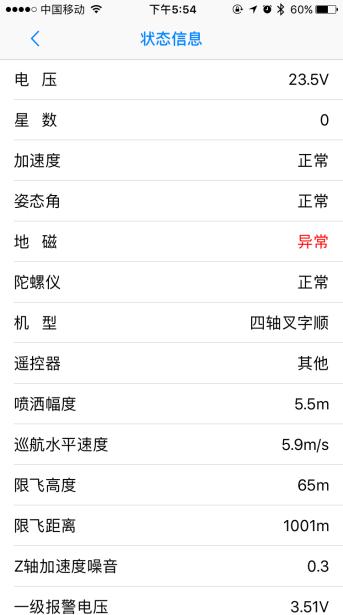 中国移动 下午5:54 60%
状态信息
电 压 23.5V
星 数 0
加速度 正常
姿态角 正常
地 磁 异常
陀螺仪 正常
机 型 四轴叉字顺
遥控器 其他
喷洒幅度 5.5m
巡航水平速度 5.9m/s
限飞高度 65m
限飞距离 1001m
Z轴加速度噪音 0.3
一级报警电压 3.51V